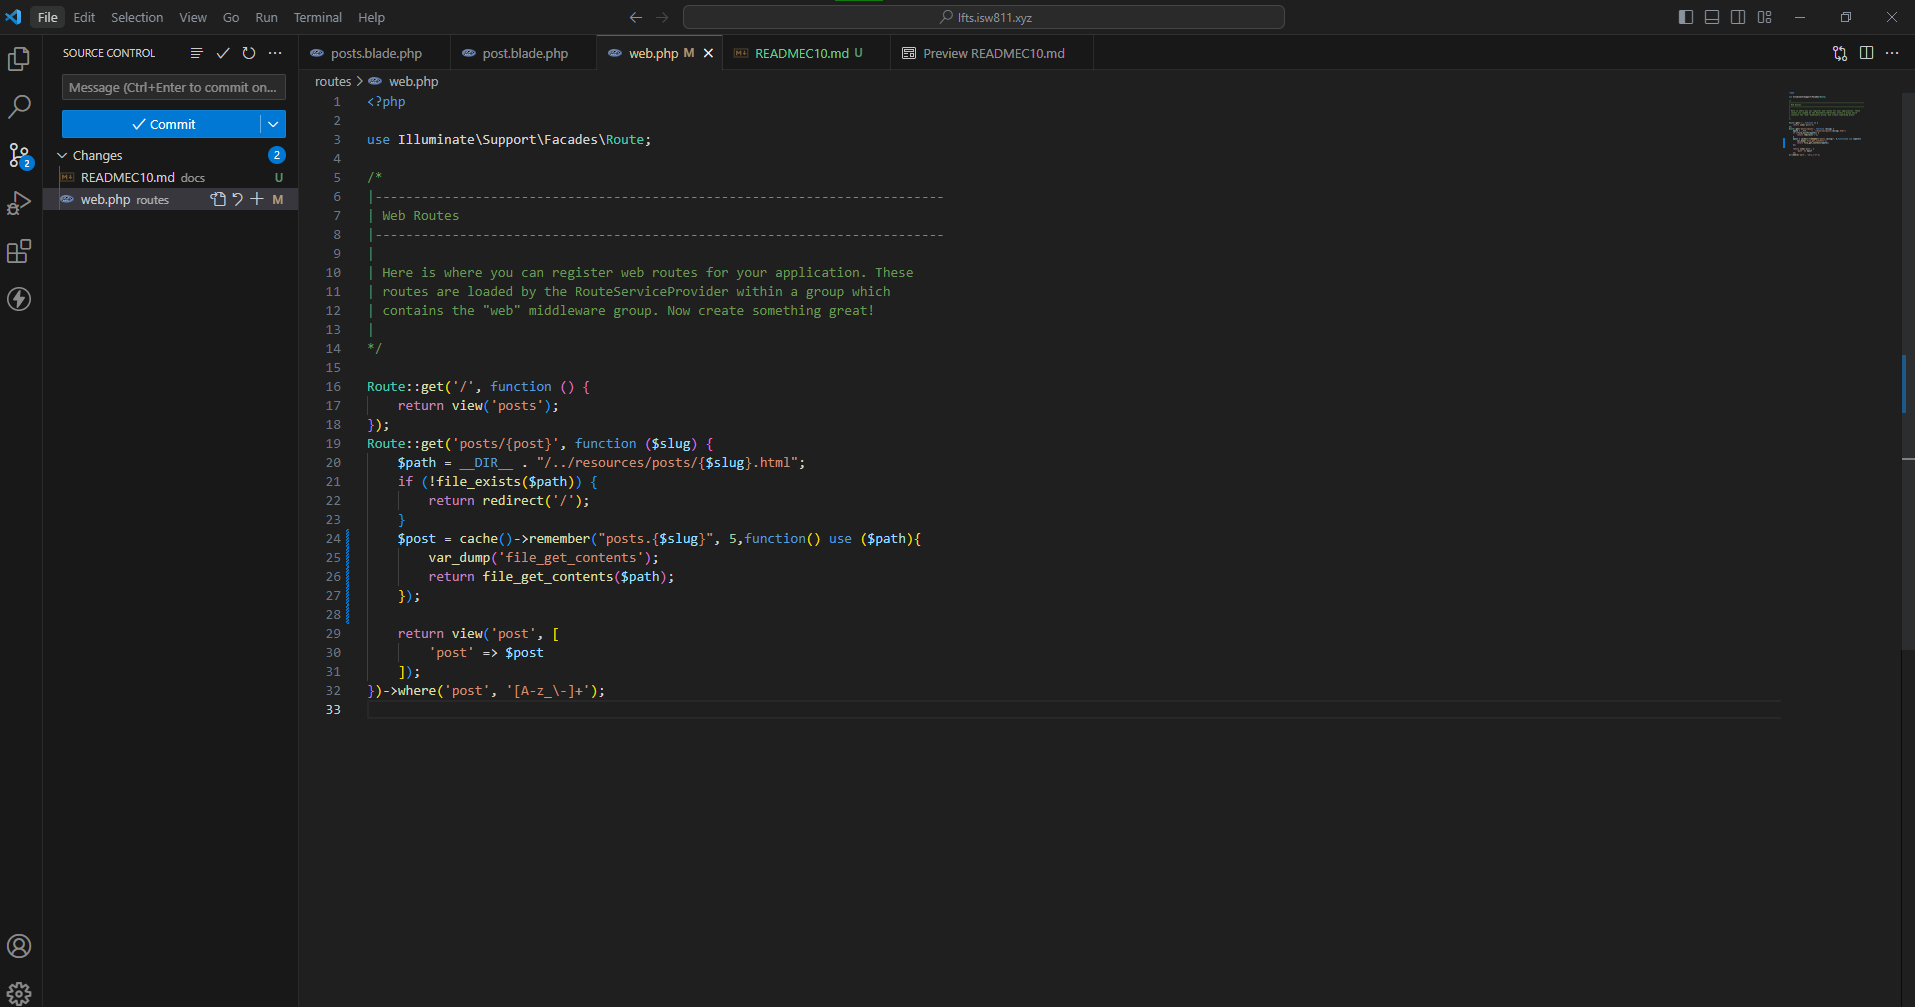 File Edit Selection View Go Run Terminal Help
lfts.isw811.xyz
SOURCE CONTROL
posts.blade.php
post.blade.php
web.php M
READMEC10.md U
Preview READMEC10.md
Message (Ctrl+Enter to commit on...
Commit
Changes 2
READMEC10.md docs U
web.php routes M
2
routes > web.php
1 <?php
2
3 use Illuminate\Support\Facades\Route;
4
5 /*
6 |--------------------------------------------------------------------------
7 | Web Routes
8 |--------------------------------------------------------------------------
9 |
10 | Here is where you can register web routes for your application. These
11 | routes are loaded by the RouteServiceProvider within a group which
12 | contains the "web" middleware group. Now create something great!
13 |
14 */
15
16 Route::get('/', function () {
17     return view('posts');
18 });
19 Route::get('posts/{post}', function ($slug) {
20     $path = __DIR__ . "/../resources/posts/{$slug}.html";
21     if (!file_exists($path)) {
22         return redirect('/');
23     }
24     $post = cache()->remember("posts.{$slug}", 5,function() use ($path){
25         var_dump('file_get_contents');
26         return file_get_contents($path);
27     });
28
29     return view('post', [
30         'post' => $post
31     ]);
32 })->where('post', '[A-z_\-]+');
33